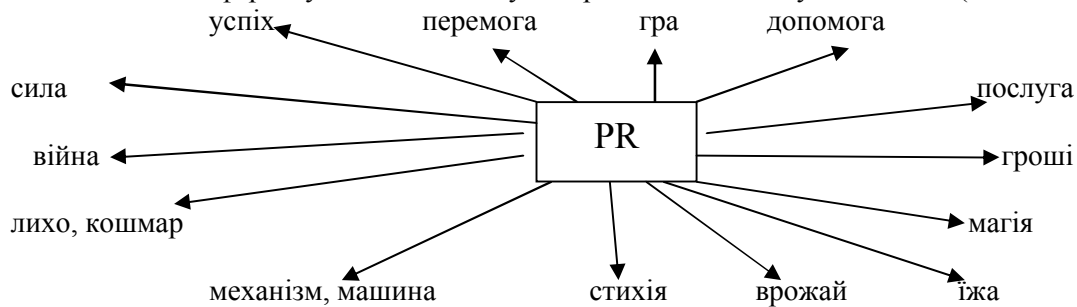 успіх перемога гра допомога
сила послуга
PR
війна гроші
лихо, кошмар магія
механізм, машина стихія врожай їжа